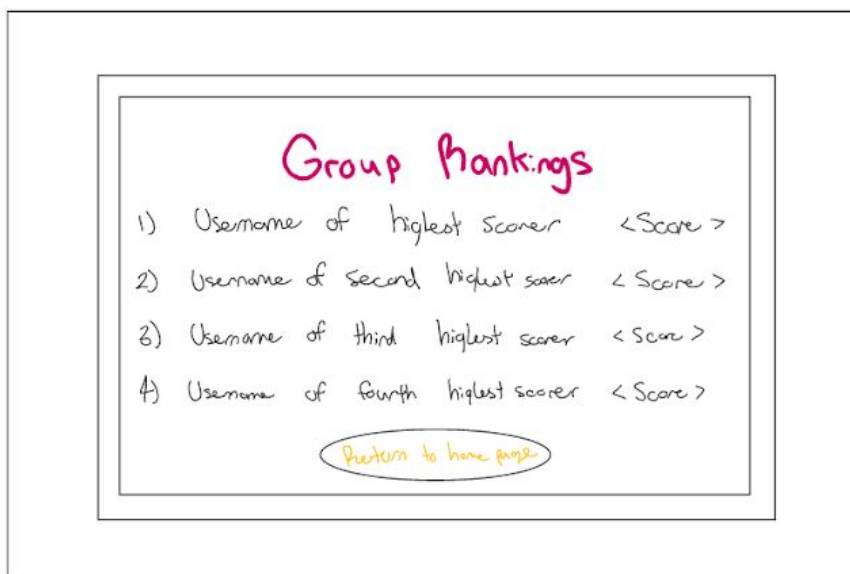 Group Rankings
1) Username of highest scorer <Score>
2) Username of second highest scorer <Score>
3) Username of third highest scorer <Score>
4) Username of fourth highest scorer <Score>
Return to home page